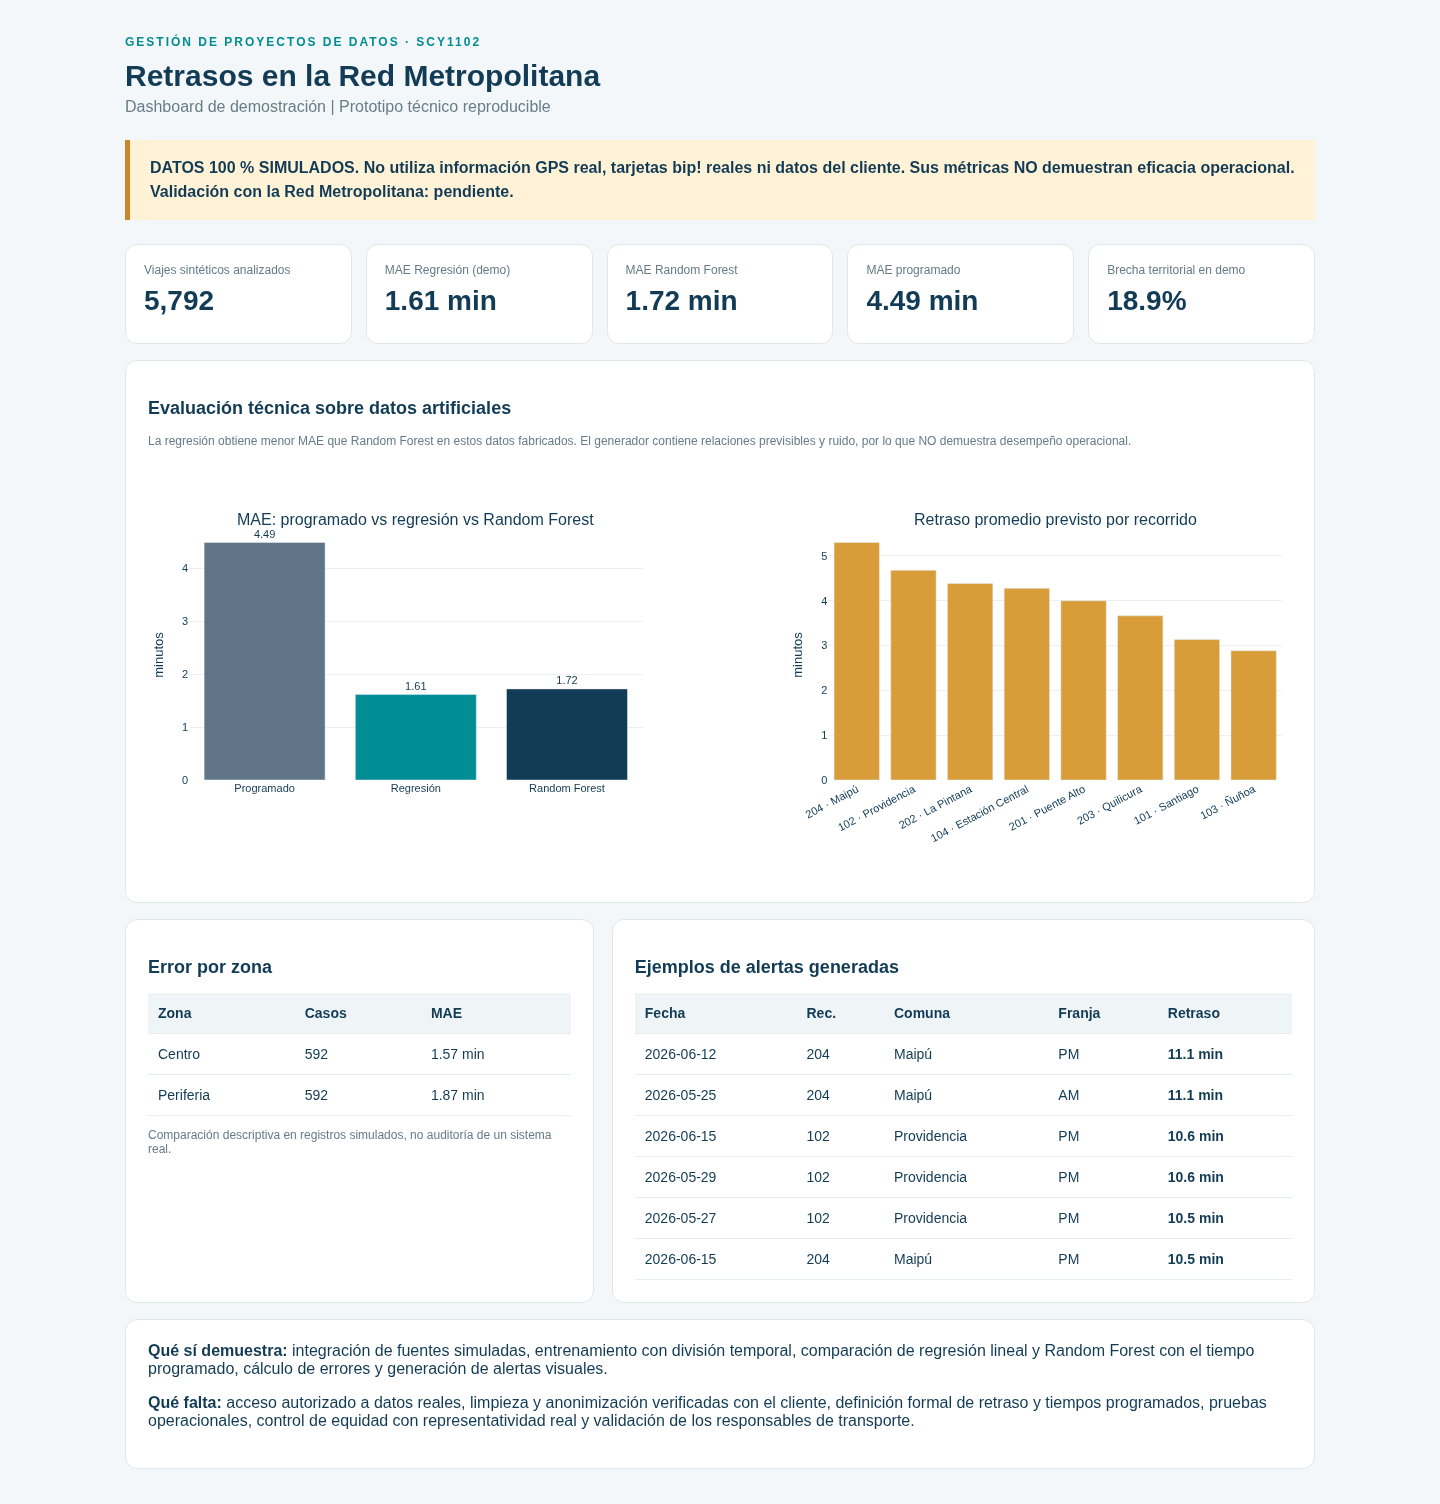 GESTIÓN DE PROYECTOS DE DATOS · SCY1102
Retrasos en la Red Metropolitana
Dashboard de demostración | Prototipo técnico reproducible
DATOS 100 % SIMULADOS. No utiliza información GPS real, tarjetas bip! reales ni datos del cliente. Sus métricas NO demuestran eficacia operacional.
Validación con la Red Metropolitana: pendiente.
Viajes sintéticos analizados
5,792
MAE Regresión (demo)
1.61 min
MAE Random Forest
1.72 min
MAE programado
4.49 min
Brecha territorial en demo
18.9%
Evaluación técnica sobre datos artificiales
La regresión obtiene menor MAE que Random Forest en estos datos fabricados. El generador contiene relaciones previsibles y ruido, por lo que NO demuestra desempeño operacional.
MAE: programado vs regresión vs Random Forest
4.49
1.61
1.72
4
3
2
1
0
minutos
Programado
Regresión
Random Forest
Retraso promedio previsto por recorrido
5
4
3
2
1
0
minutos
204 · Maipú
102 · Providencia
202 · La Pintana
104 · Estación Central
201 · Puente Alto
203 · Quilicura
101 · Santiago
103 · Ñuñoa
Error por zona
Zona Casos MAE
Centro 592 1.57 min
Periferia 592 1.87 min
Comparación descriptiva en registros simulados, no auditoría de un sistema
real.
Ejemplos de alertas generadas
Fecha Rec. Comuna Franja Retraso
2026-06-12 204 Maipú PM 11.1 min
2026-05-25 204 Maipú AM 11.1 min
2026-06-15 102 Providencia PM 10.6 min
2026-05-29 102 Providencia PM 10.6 min
2026-05-27 102 Providencia PM 10.5 min
2026-06-15 204 Maipú PM 10.5 min
Qué sí demuestra: integración de fuentes simuladas, entrenamiento con división temporal, comparación de regresión lineal y Random Forest con el tiempo
programado, cálculo de errores y generación de alertas visuales.
Qué falta: acceso autorizado a datos reales, limpieza y anonimización verificadas con el cliente, definición formal de retraso y tiempos programados, pruebas
operacionales, control de equidad con representatividad real y validación de los responsables de transporte.